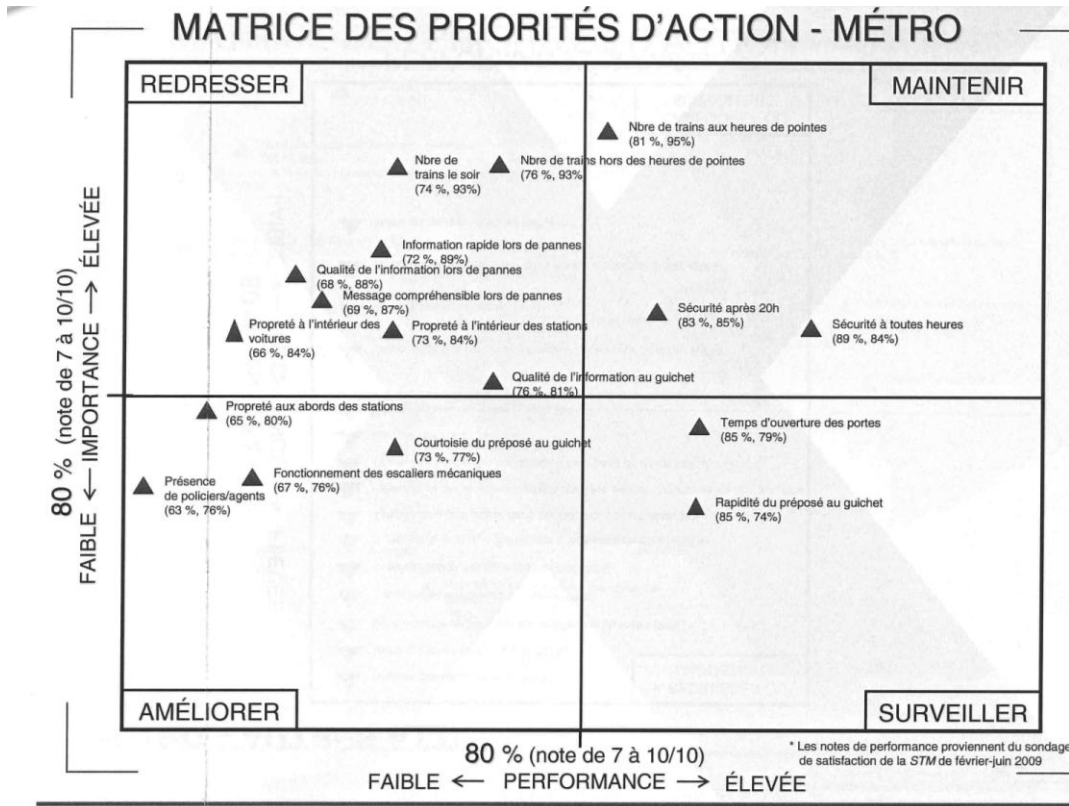 MATRICE DES PRIORITÉS D'ACTION - MÉTRO
REDRESSER
MAINTENIR
Nbre de trains aux heures de pointes
(81 %, 95%)
Nbre de
trains le soir
(74 %, 93%)
Nbre de trains hors des heures de pointes
(76 %, 93%)
Information rapide lors de pannes
(72 %, 89%)
Qualité de l'information lors de pannes
(68 %, 88%)
Message compréhensible lors de pannes
(69 %, 87%)
Propreté à l'intérieur des
voitures
(66 %, 84%)
Propreté à l'intérieur des stations
(73 %, 84%)
Sécurité après 20h
(83 %, 85%)
Sécurité à toutes heures
(89 %, 84%)
Qualité de l'information au guichet
(76 %, 81%)
Propreté aux abords des stations
(65 %, 80%)
Courtoisie du préposé au guichet
(73 %, 77%)
Temps d'ouverture des portes
(85 %, 79%)
Présence
de policiers/agents
(63 %, 76%)
Fonctionnement des escaliers mécaniques
(67 %, 76%)
Rapidité du préposé au guichet
(85 %, 74%)
80 % (note de 7 à 10/10)
FAIBLE ← IMPORTANCE → ÉLEVÉE
AMÉLIORER
SURVEILLER
80 % (note de 7 à 10/10)
FAIBLE ← PERFORMANCE → ÉLEVÉE
* Les notes de performance proviennent du sondage
de satisfaction de la STM de février-juin 2009